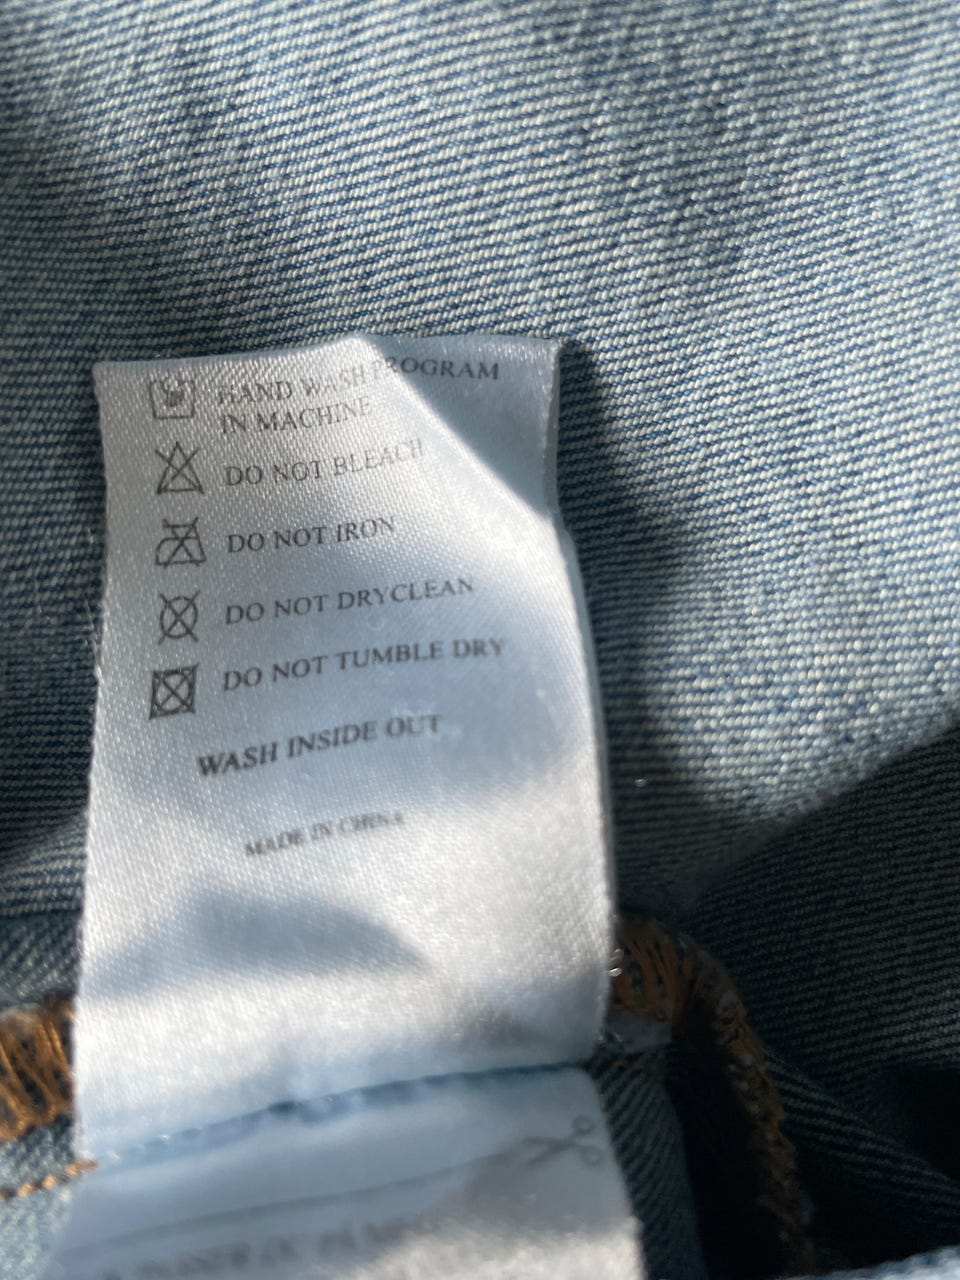 HAND WASH PROGRAM
IN MACHINE
DO NOT BLEACH
DO NOT IRON
DO NOT DRYCLEAN
DO NOT TUMBLE DRY
WASH INSIDE OUT
MADE IN CHINA